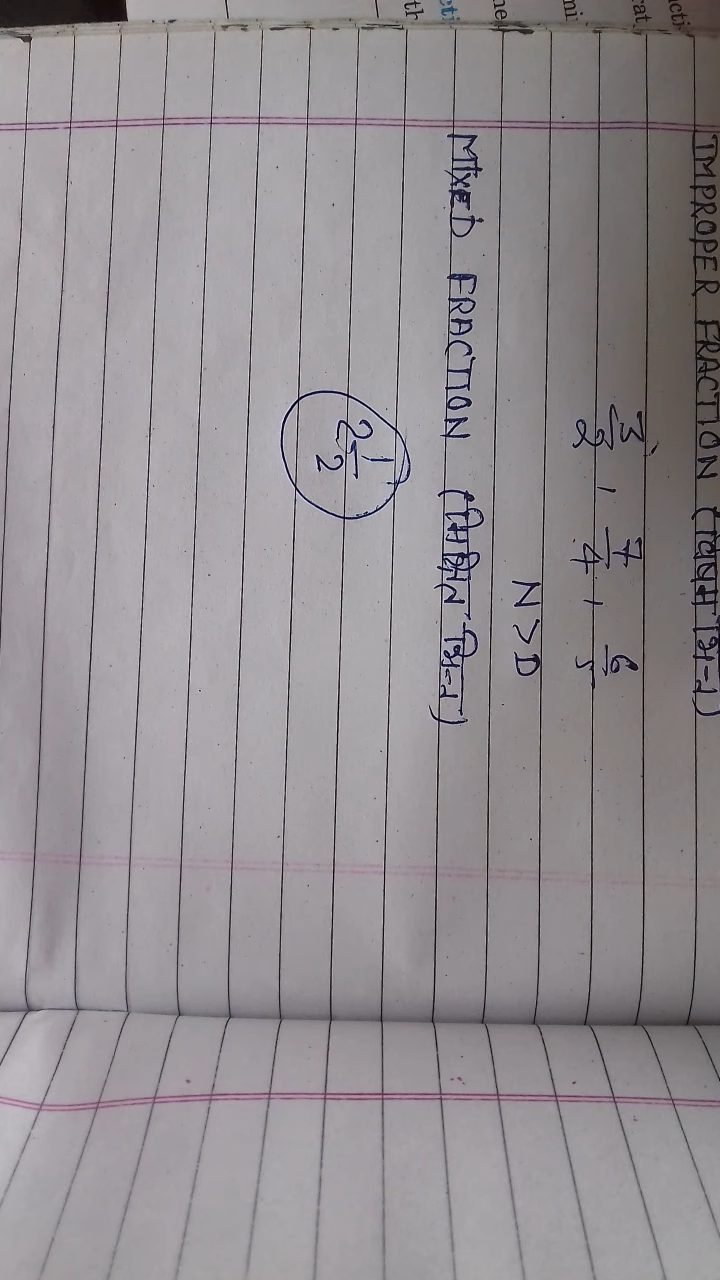 IMPROPER FRACTION (विषम भिन्न)
3/2, 7/4, 6/5
N>D
MIXED FRACTION (मिश्रित भिन्न)
2 1/2